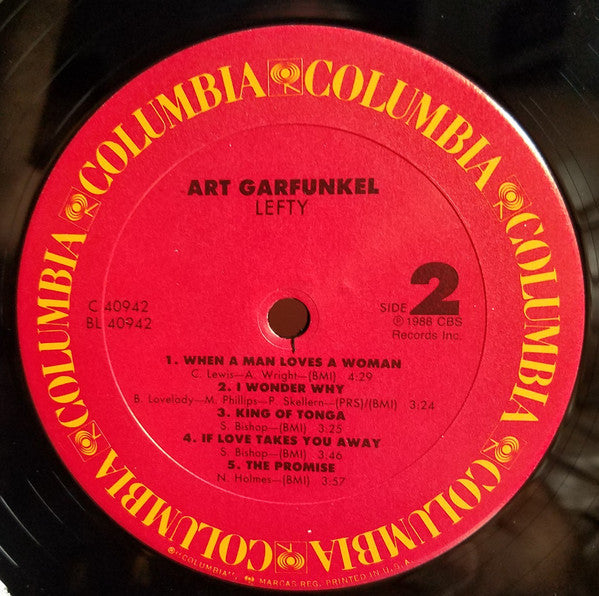 COLUMBIA COLUMBIA COLUMBIA COLUMBIA COLUMBIA COLUMBIA
ART GARFUNKEL
LEFTY
C 40942
BL 40942
SIDE 2
℗ 1988 CBS
Records Inc.
1. WHEN A MAN LOVES A WOMAN
C. Lewis—A. Wright—(BMI) 4:29
2. I WONDER WHY
B. Lovelady—M. Phillips—P. Skellern—(PRS)/(BMI) 3:24
3. KING OF TONGA
S. Bishop—(BMI) 3:25
4. IF LOVE TAKES YOU AWAY
S. Bishop—(BMI) 3:46
5. THE PROMISE
N. Holmes—(BMI) 3:57
®"COLUMBIA", MARCAS REG. PRINTED IN U.S.A.